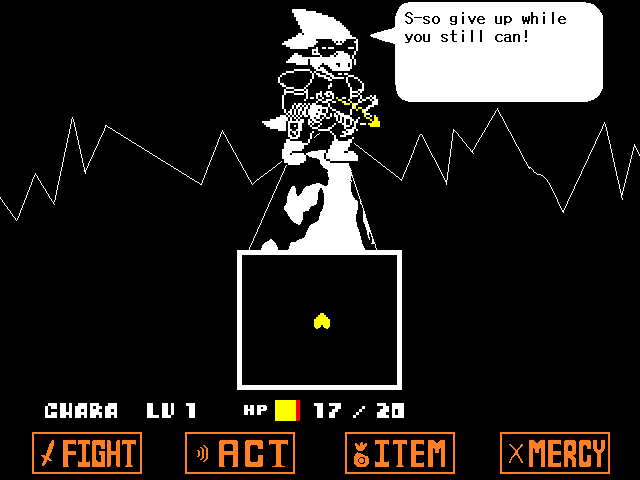 S-so give up while
you still can!
CHARA LV 1 HP 17 / 20
FIGHT ACT ITEM MERCY